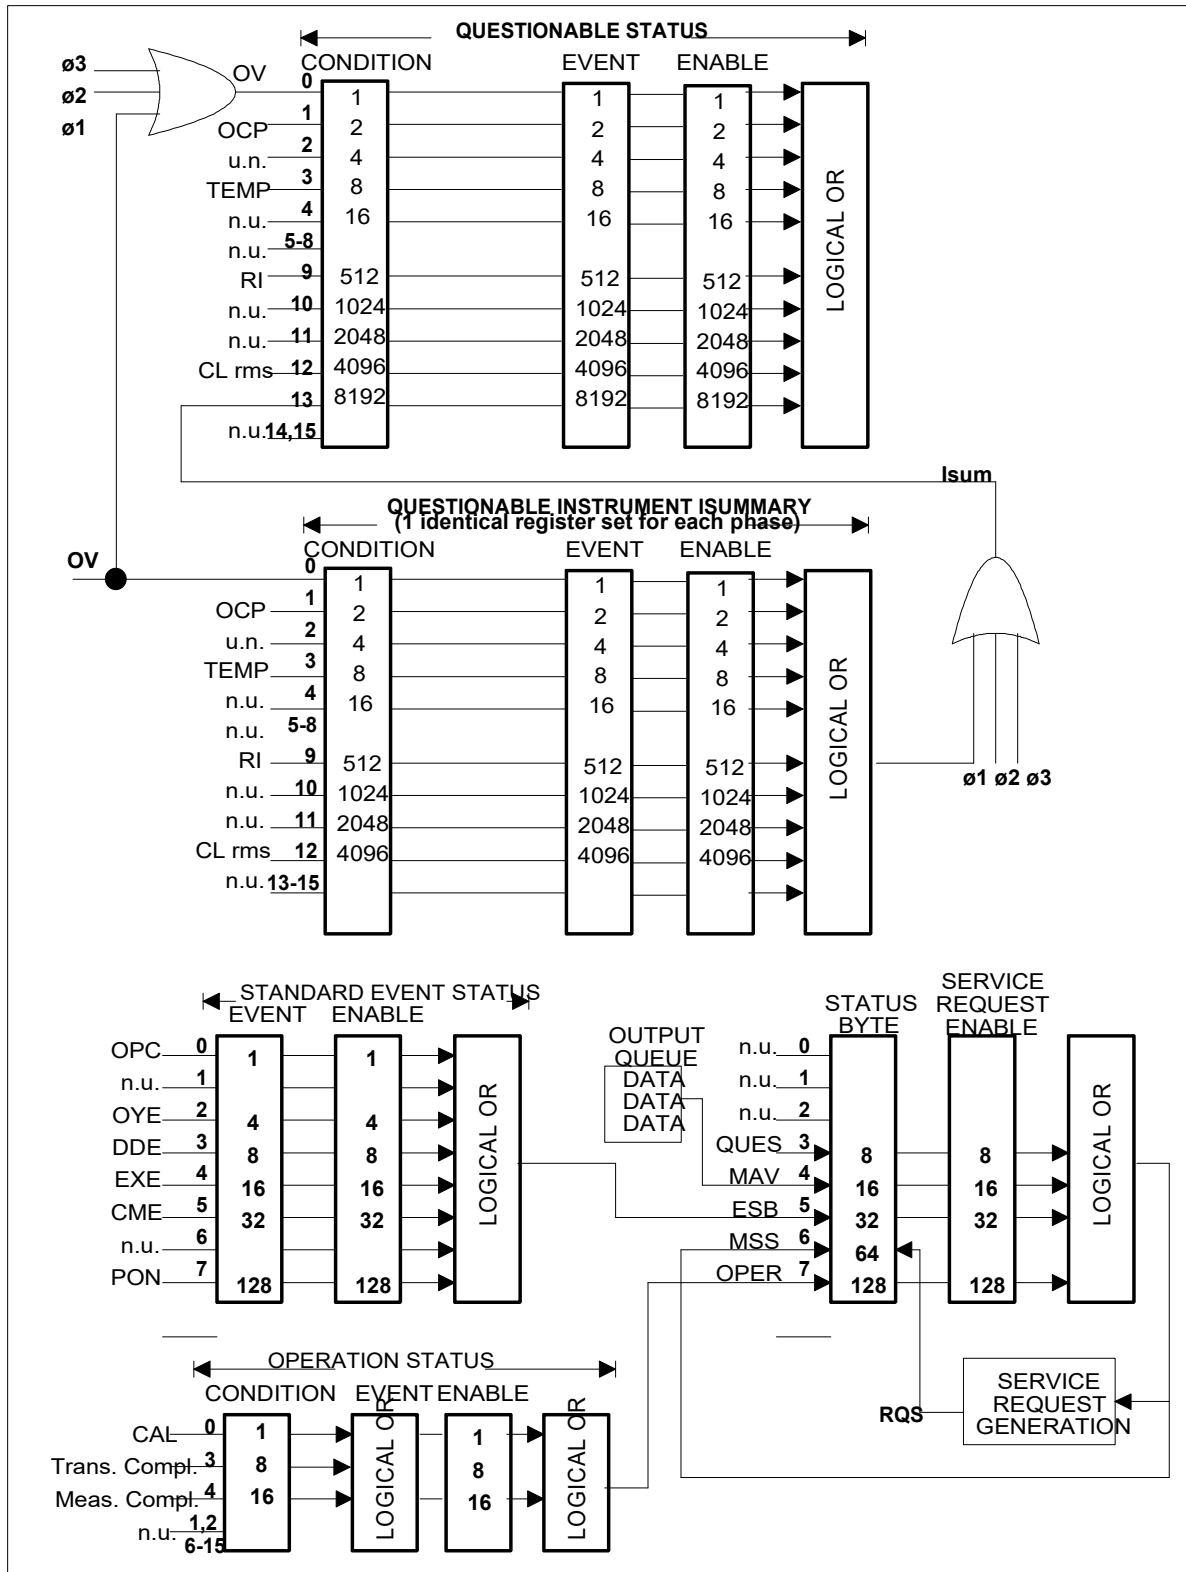 QUESTIONABLE STATUS
CONDITION EVENT ENABLE
ø3
ø2
ø1
OV 0 1 1 1
OCP 1 2 2 2
u.n. 2 4 4 4
TEMP 3 8 8 8
n.u. 4 16 16 16
n.u. 5-8
RI 9 512 512 512
n.u. 10 1024 1024 1024
n.u. 11 2048 2048 2048
CL rms 12 4096 4096 4096
13 8192 8192 8192
n.u. 14,15
LOGICAL OR
Isum
QUESTIONABLE INSTRUMENT ISUMMARY
(1 identical register set for each phase)
CONDITION EVENT ENABLE
OV 0 1 1 1
OCP 1 2 2 2
u.n. 2 4 4 4
TEMP 3 8 8 8
n.u. 4 16 16 16
n.u. 5-8
RI 9 512 512 512
n.u. 10 1024 1024 1024
n.u. 11 2048 2048 2048
CL rms 12 4096 4096 4096
n.u. 13-15
LOGICAL OR
ø1 ø2 ø3
STANDARD EVENT STATUS
EVENT ENABLE
OPC 0 1 1
n.u. 1
OYE 2 4 4
DDE 3 8 8
EXE 4 16 16
CME 5 32 32
n.u. 6
PON 7 128 128
LOGICAL OR
OUTPUT
QUEUE
DATA
DATA
DATA
STATUS
BYTE
SERVICE
REQUEST
ENABLE
n.u. 0
n.u. 1
n.u. 2
QUES 3 8 8
MAV 4 16 16
ESB 5 32 32
MSS 6 64
OPER 7 128 128
LOGICAL OR
OPERATION STATUS
CONDITION EVENT ENABLE
CAL 0 1 1
Trans. Compl. 3 8 8
Meas. Compl. 4 16 16
n.u. 1,2
6-15
LOGICAL OR
LOGICAL OR
RQS
SERVICE
REQUEST
GENERATION